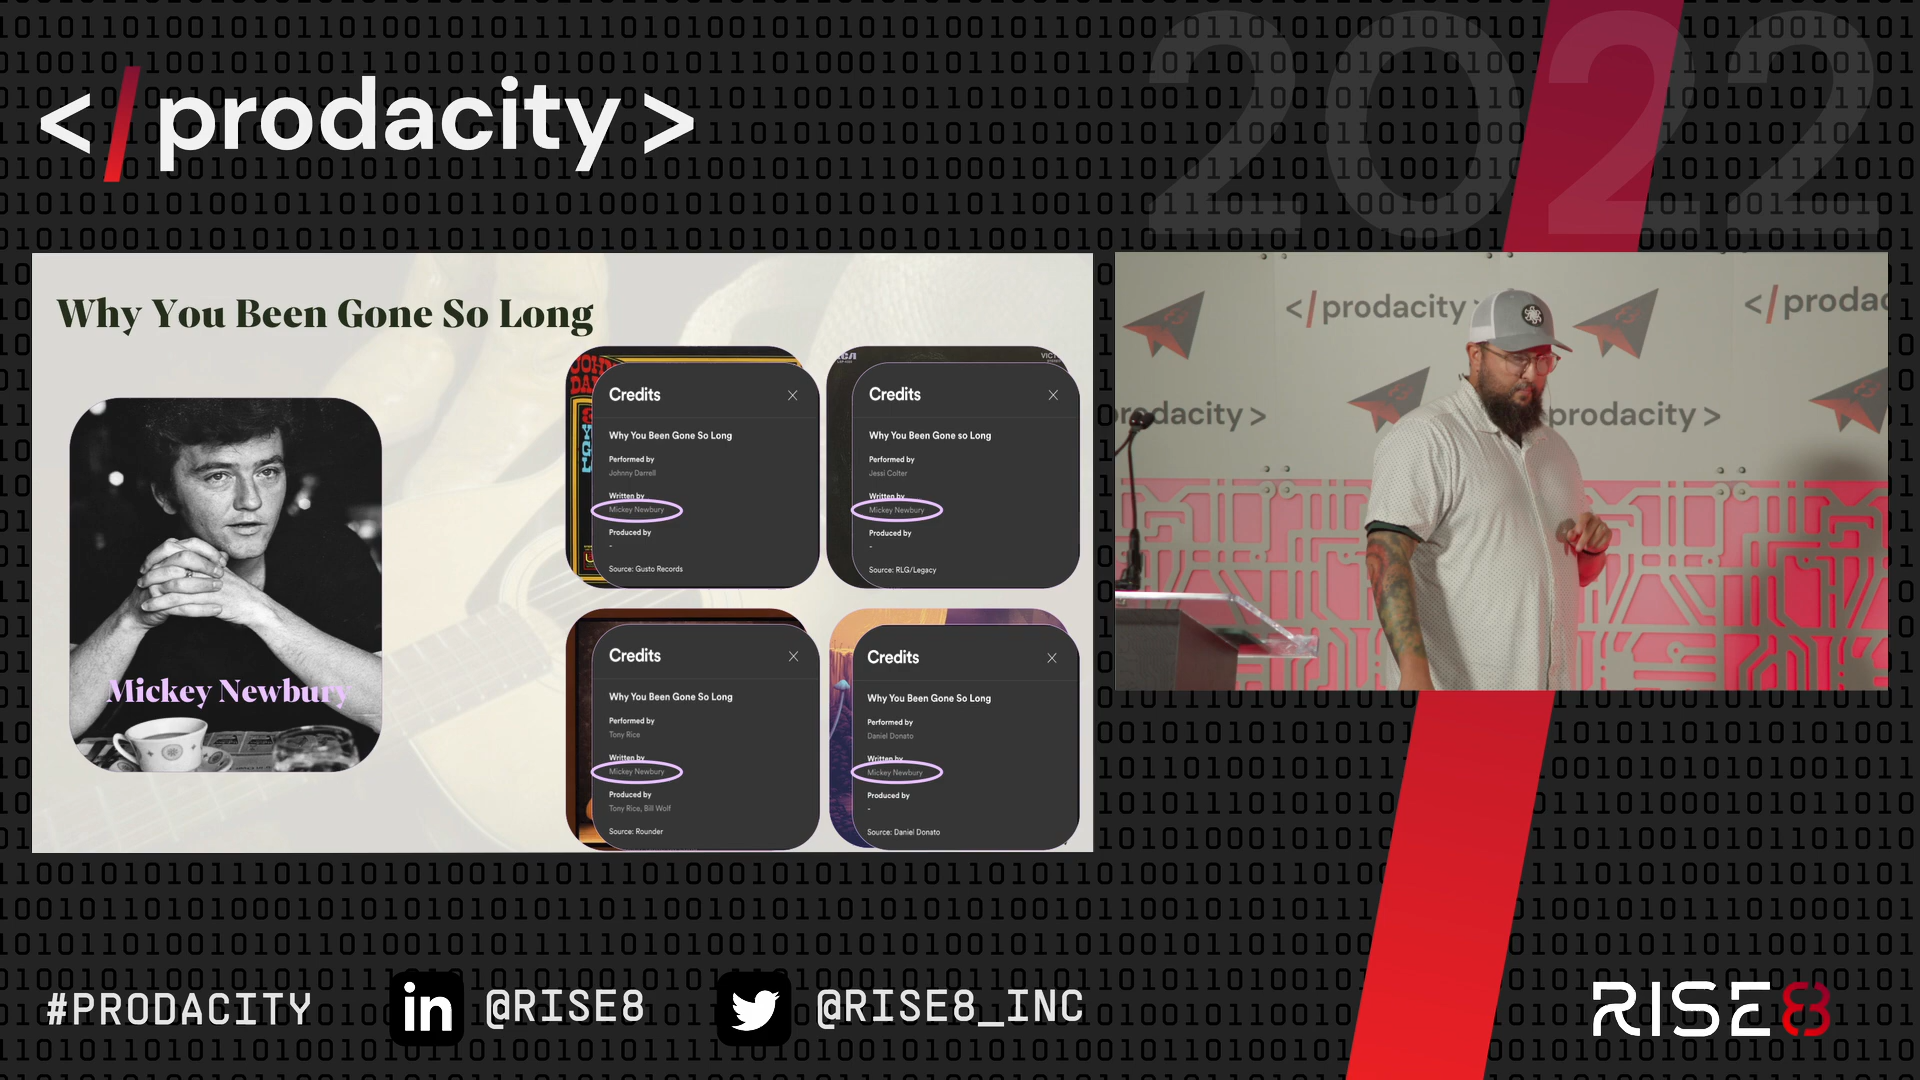 2022
</prodacity>
Why You Been Gone So Long
Mickey Newbury
Credits
Why You Been Gone So Long
Performed by
Johnny Darrell
Written by
Mickey Newbury
Produced by
-
Source: Gusto Records
Credits
Why You Been Gone so Long
Performed by
Jessi Colter
Written by
Mickey Newbury
Produced by
-
Source: RLG/Legacy
Credits
Why You Been Gone So Long
Performed by
Tony Rice
Written by
Mickey Newbury
Produced by
Tony Rice, Bill Wolf
Source: Rounder
Credits
Why You Been Gone So Long
Performed by
Daniel Donato
Written by
Mickey Newbury
Produced by
-
Source: Daniel Donato
</prodacity
</prodac
prodacity>
prodacity>
#PRODACITY
in @RISE8
@RISE8_INC
RISE8